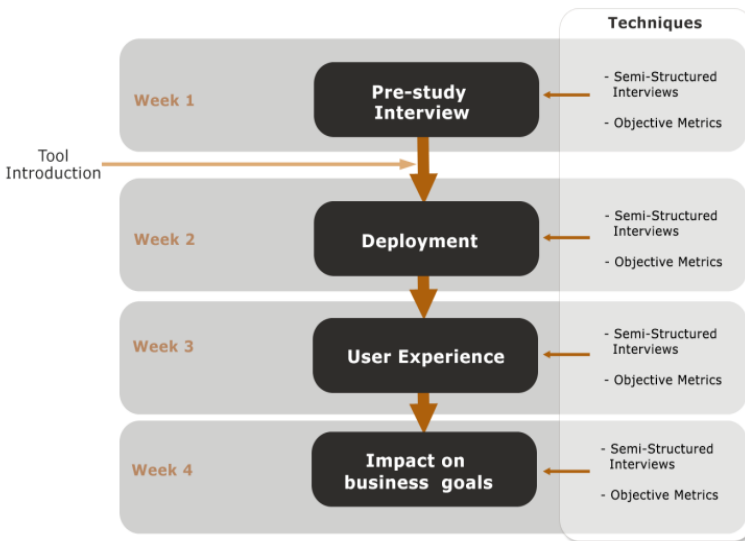 Techniques
Week 1
Pre-study
Interview
- Semi-Structured
Interviews
- Objective Metrics
Tool
Introduction
Week 2
Deployment
- Semi-Structured
Interviews
- Objective Metrics
Week 3
User Experience
- Semi-Structured
Interviews
- Objective Metrics
Week 4
Impact on
business goals
- Semi-Structured
Interviews
- Objective Metrics